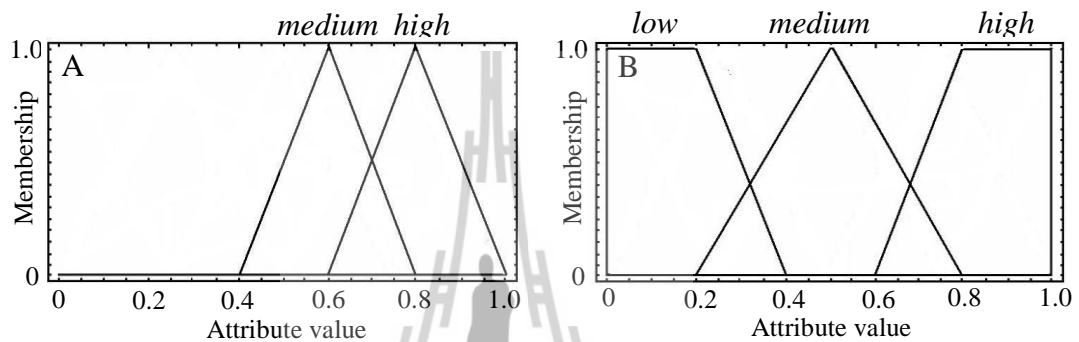 medium high
1.0
A
Membership
0
0 0.2 0.4 0.6 0.8 1.0
Attribute value
low medium high
1.0
B
Membership
0
0 0.2 0.4 0.6 0.8 1.0
Attribute value